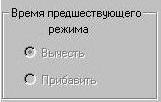 Время предшествующего
режима
Вычесть
Прибавить